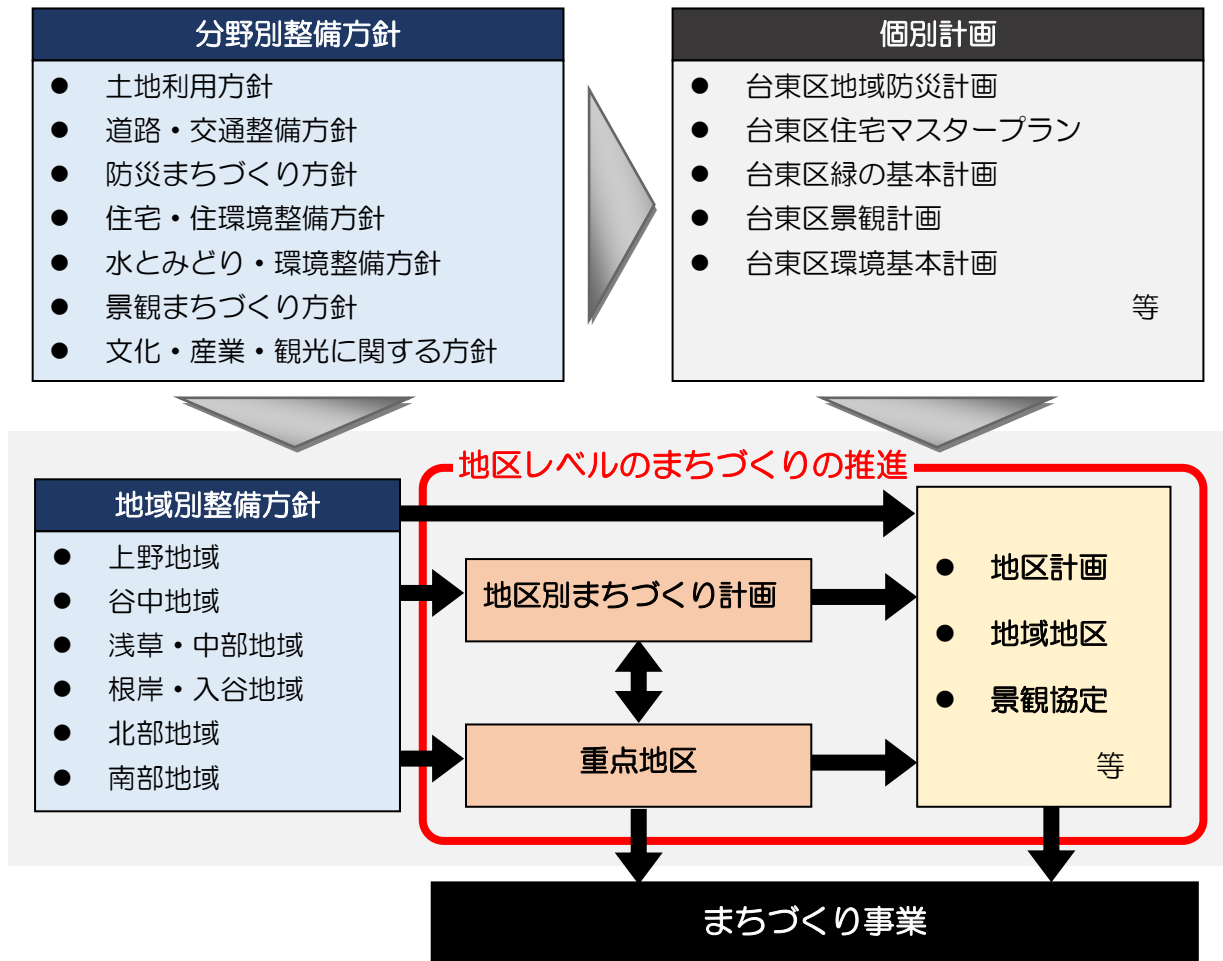 分野別整備方針
● 土地利用方針
● 道路・交通整備方針
● 防災まちづくり方針
● 住宅・住環境整備方針
● 水とみどり・環境整備方針
● 景観まちづくり方針
● 文化・産業・観光に関する方針
個別計画
● 台東区地域防災計画
● 台東区住宅マスタープラン
● 台東区緑の基本計画
● 台東区景観計画
● 台東区環境基本計画
等
地区レベルのまちづくりの推進
地域別整備方針
● 上野地域
● 谷中地域
● 浅草・中部地域
● 根岸・入谷地域
● 北部地域
● 南部地域
地区別まちづくり計画
重点地区
● 地区計画
● 地域地区
● 景観協定
等
まちづくり事業